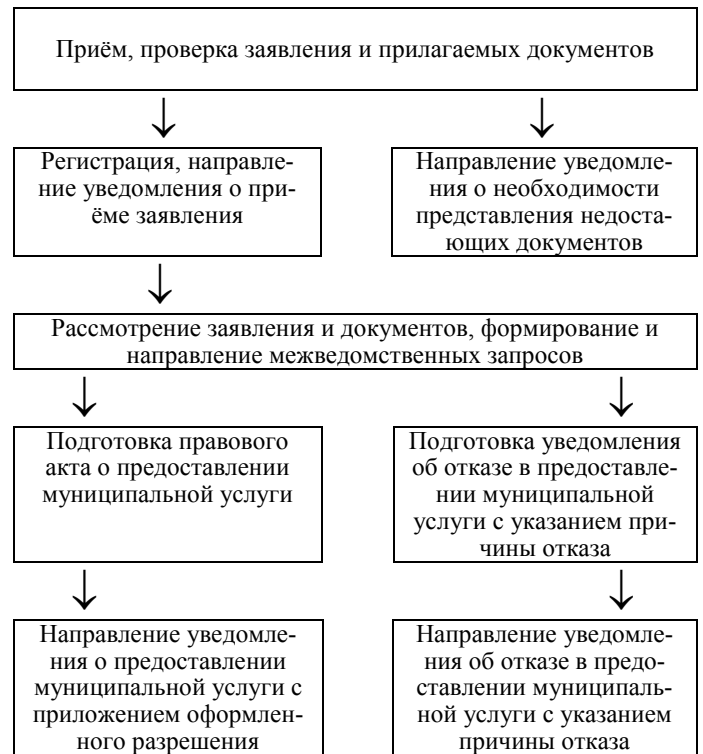 Приём, проверка заявления и прилагаемых документов
Регистрация, направле-
ние уведомления о при-
ёме заявления
Направление уведомле-
ния о необходимости
представления недоста-
ющих документов
Рассмотрение заявления и документов, формирование и
направление межведомственных запросов
Подготовка правового
акта о предоставлении
муниципальной услуги
Подготовка уведомления
об отказе в предоставле-
нии муниципальной
услуги с указанием при-
чины отказа
Направление уведомле-
ния о предоставлении
муниципальной услуги с
приложением оформлен-
ного разрешения
Направление уведомле-
ния об отказе в предо-
ставлении муниципаль-
ной услуги с указанием
причины отказа